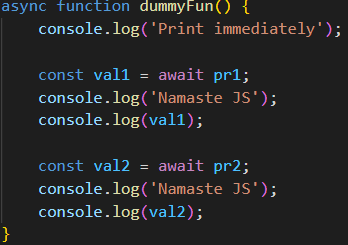 async function dummyFun() {
console.log('Print immediately');
const val1 = await pr1;
console.log('Namaste JS');
console.log(val1);
const val2 = await pr2;
console.log('Namaste JS');
console.log(val2);
}